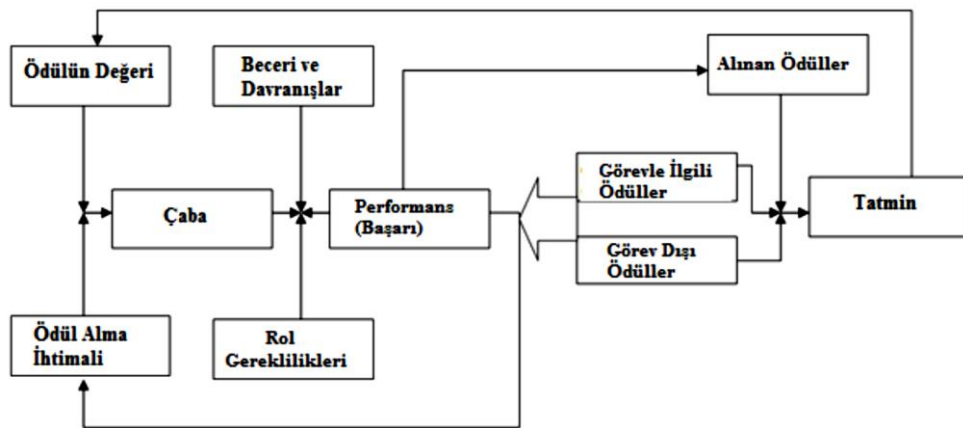 Ödülün Değeri
Beceri ve
Davranışlar
Alınan Ödüller
Çaba
Performans
(Başarı)
Görevle İlgili
Ödüller
Görev Dışı
Ödüller
Tatmin
Ödül Alma
İhtimali
Rol
Gereklilikleri